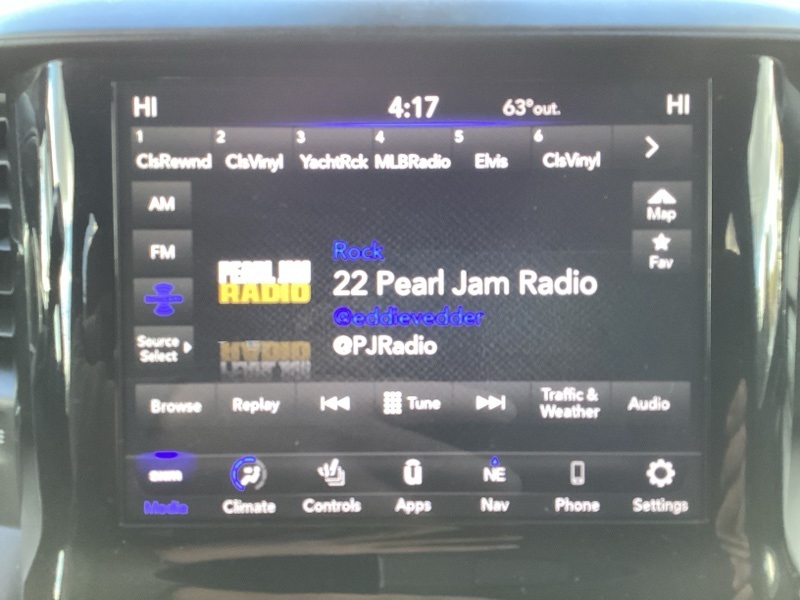 HI 4:17 63°out. HI
1 2 3 4 5 6
ClsRewnd ClsVinyl YachtRck MLBRadio Elvis ClsVinyl
AM
Map
FM
Fav
Rock
PEARL JAM
RADIO
22 Pearl Jam Radio
@eddievedder
@PJRadio
Source
Select
Browse Replay Tune Traffic &
Weather Audio
NE
Media Climate Controls Apps Nav Phone Settings